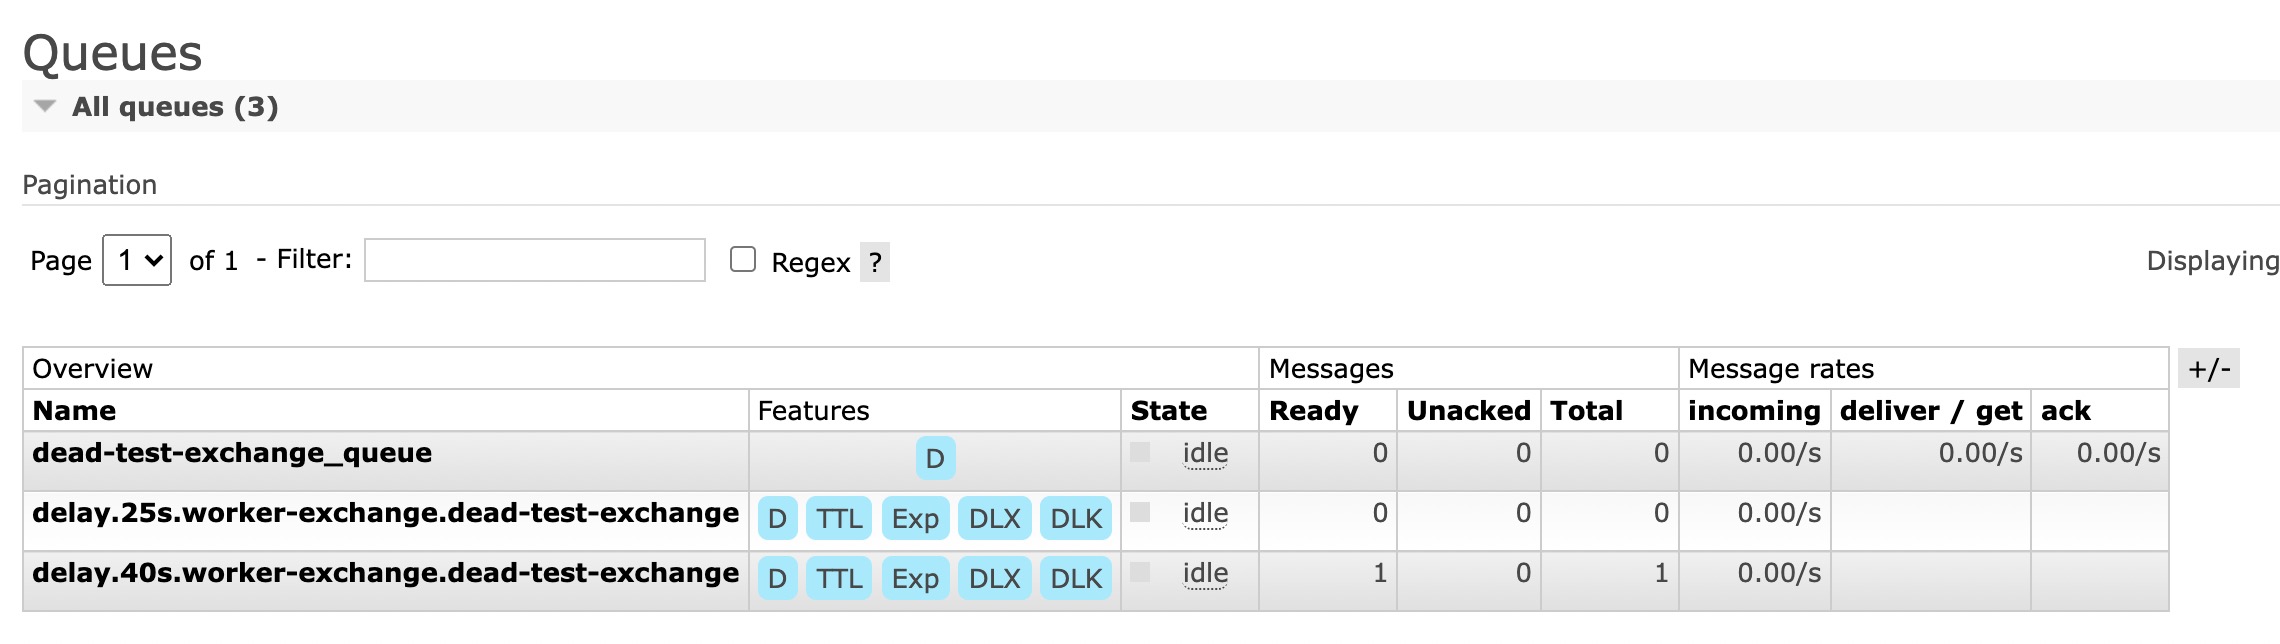 Queues
All queues (3)
Pagination
Page 1 of 1 - Filter: Regex ? Displaying
Overview Messages Message rates +/-
Name Features State Ready Unacked Total incoming deliver / get ack
dead-test-exchange_queue D idle 0 0 0 0.00/s 0.00/s 0.00/s
delay.25s.worker-exchange.dead-test-exchange D TTL Exp DLX DLK idle 0 0 0 0.00/s
delay.40s.worker-exchange.dead-test-exchange D TTL Exp DLX DLK idle 1 0 1 0.00/s